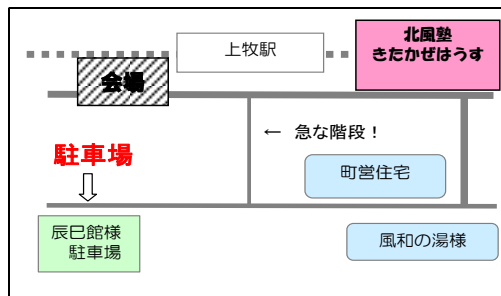 上牧駅
北風塾
きたかぜはうす
会場
← 急な階段！
駐車場
町営住宅
辰巳館様
駐車場
風和の湯様